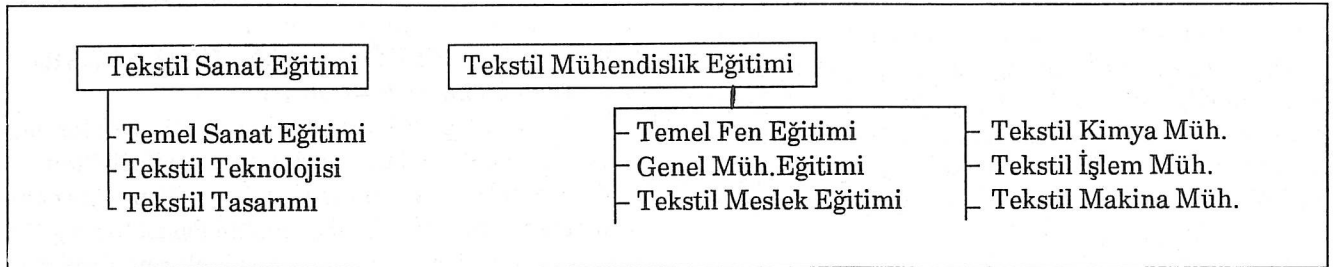 Tekstil Sanat Eğitimi
Temel Sanat Eğitimi
Tekstil Teknolojisi
Tekstil Tasarımı
Tekstil Mühendislik Eğitimi
Temel Fen Eğitimi
Genel Müh.Eğitimi
Tekstil Meslek Eğitimi
Tekstil Kimya Müh.
Tekstil İşlem Müh.
Tekstil Makina Müh.